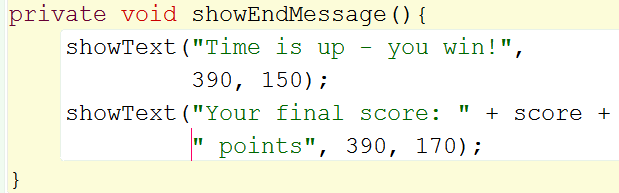 private void showEndMessage(){
showText("Time is up - you win!",
390, 150);
showText("Your final score: " + score +
" points", 390, 170);
}